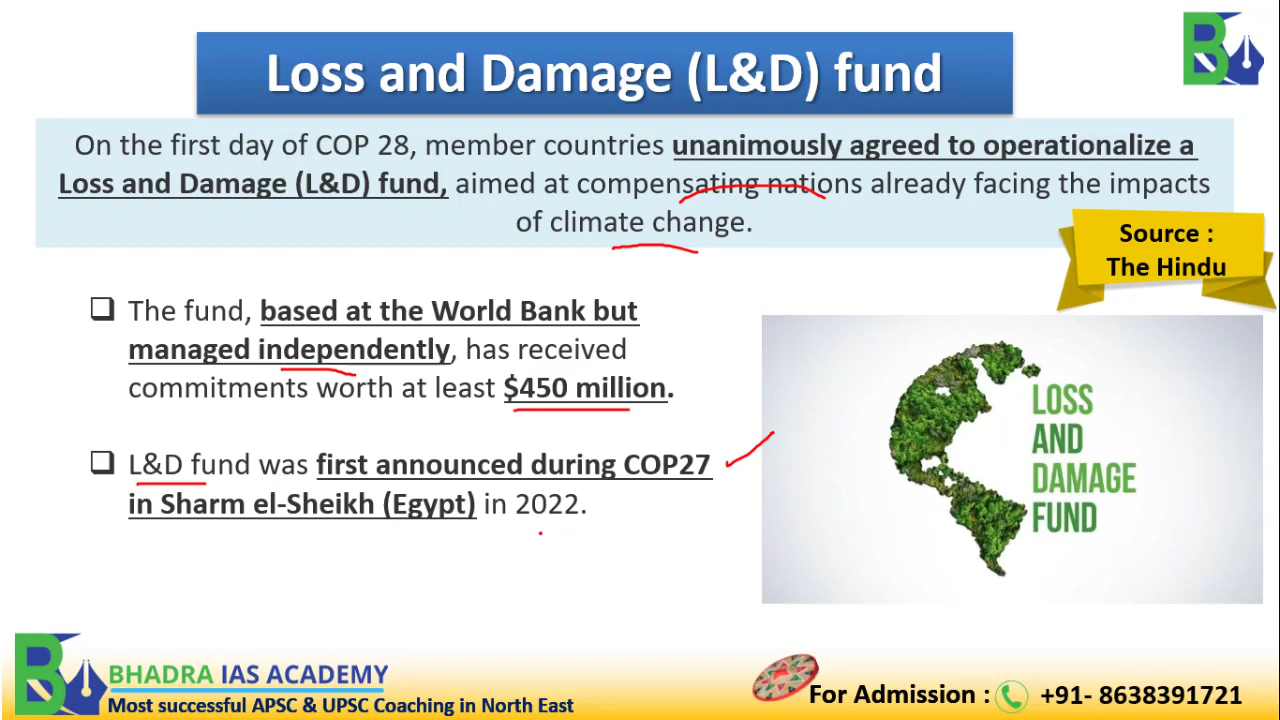 Loss and Damage (L&D) fund
On the first day of COP 28, member countries unanimously agreed to operationalize a
Loss and Damage (L&D) fund, aimed at compensating nations already facing the impacts
of climate change.
Source :
The Hindu
The fund, based at the World Bank but
managed independently, has received
commitments worth at least $450 million.
L&D fund was first announced during COP27
in Sharm el-Sheikh (Egypt) in 2022.
LOSS
AND
DAMAGE
FUND
BHADRA IAS ACADEMY
Most successful APSC & UPSC Coaching in North East
For Admission : +91- 8638391721